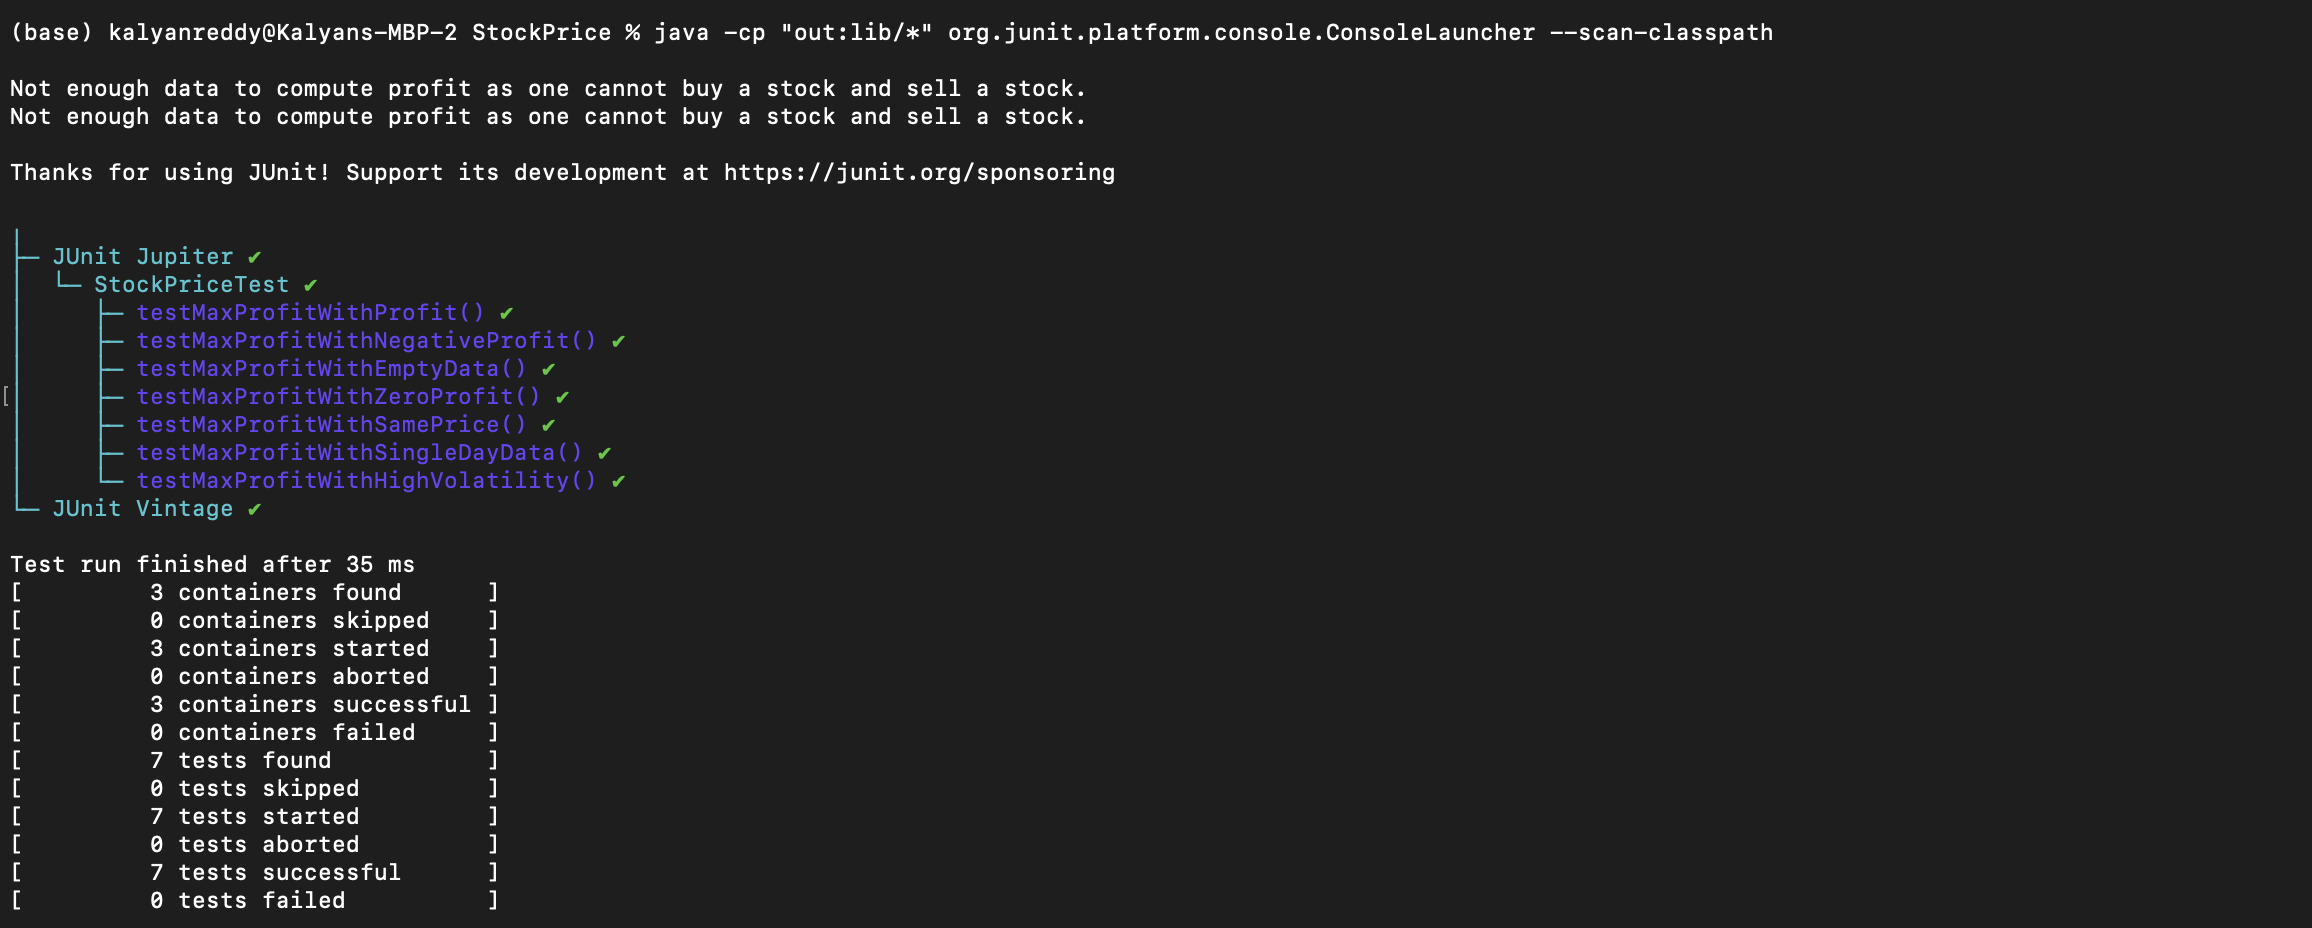 (base) kalyanreddy@Kalyans-MBP-2 StockPrice % java -cp "out:lib/*" org.junit.platform.console.ConsoleLauncher --scan-classpath
Not enough data to compute profit as one cannot buy a stock and sell a stock.
Not enough data to compute profit as one cannot buy a stock and sell a stock.
Thanks for using JUnit! Support its development at https://junit.org/sponsoring
│
├─ JUnit Jupiter ✔
│  └─ StockPriceTest ✔
│     ├─ testMaxProfitWithProfit() ✔
│     ├─ testMaxProfitWithNegativeProfit() ✔
│     ├─ testMaxProfitWithEmptyData() ✔
[│     ├─ testMaxProfitWithZeroProfit() ✔
│     ├─ testMaxProfitWithSamePrice() ✔
│     ├─ testMaxProfitWithSingleDayData() ✔
│     └─ testMaxProfitWithHighVolatility() ✔
└─ JUnit Vintage ✔
Test run finished after 35 ms
[         3 containers found      ]
[         0 containers skipped    ]
[         3 containers started    ]
[         0 containers aborted    ]
[         3 containers successful ]
[         0 containers failed     ]
[         7 tests found           ]
[         0 tests skipped         ]
[         7 tests started         ]
[         0 tests aborted         ]
[         7 tests successful      ]
[         0 tests failed          ]